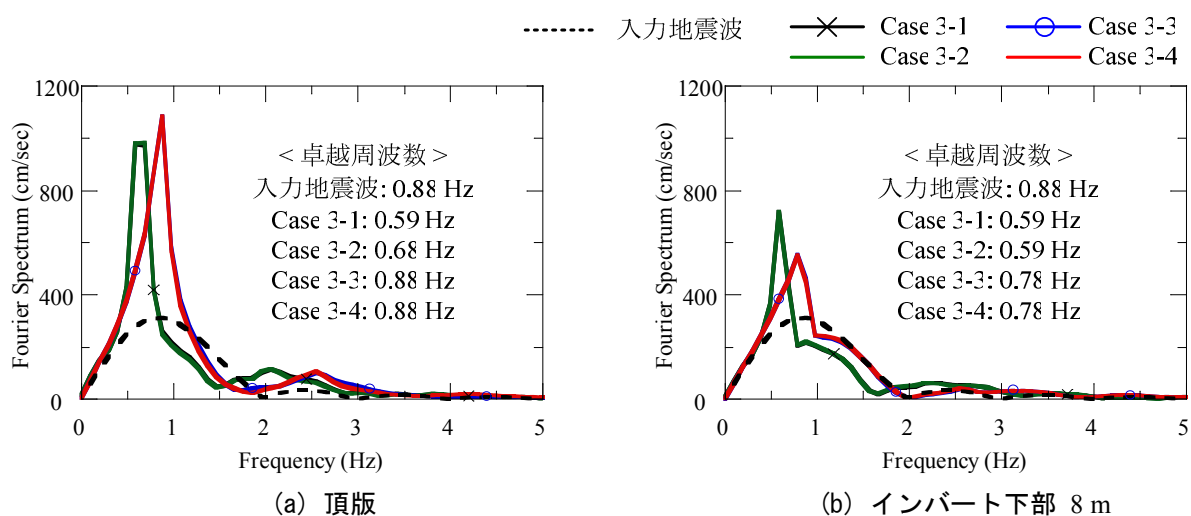 入力地震波
Case 3-1
Case 3-3
Case 3-2
Case 3-4
Fourier Spectrum (cm/sec)
1200
800
400
0
0 1 2 3 4 5
Frequency (Hz)
< 卓越周波数 >
入力地震波: 0.88 Hz
Case 3-1: 0.59 Hz
Case 3-2: 0.68 Hz
Case 3-3: 0.88 Hz
Case 3-4: 0.88 Hz
(a) 頂版
Fourier Spectrum (cm/sec)
1200
800
400
0
0 1 2 3 4 5
Frequency (Hz)
< 卓越周波数 >
入力地震波: 0.88 Hz
Case 3-1: 0.59 Hz
Case 3-2: 0.59 Hz
Case 3-3: 0.78 Hz
Case 3-4: 0.78 Hz
(b) インバート下部 8 m